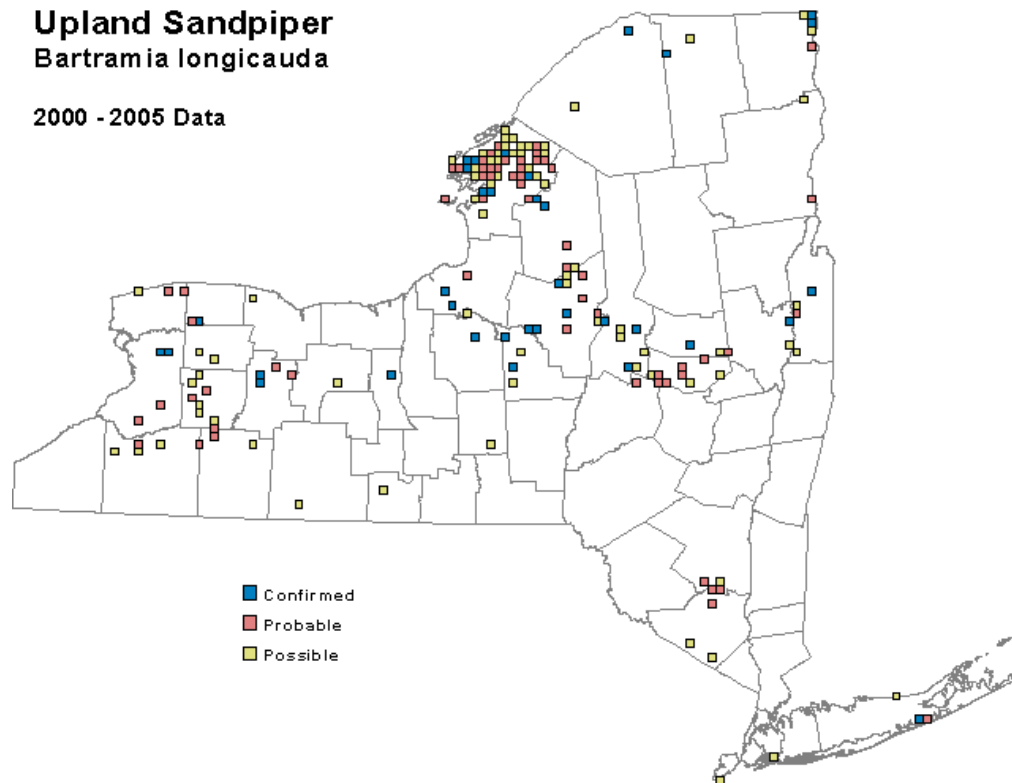 Upland Sandpiper
Bartramia longicauda
2000 - 2005 Data
Confirmed
Probable
Possible